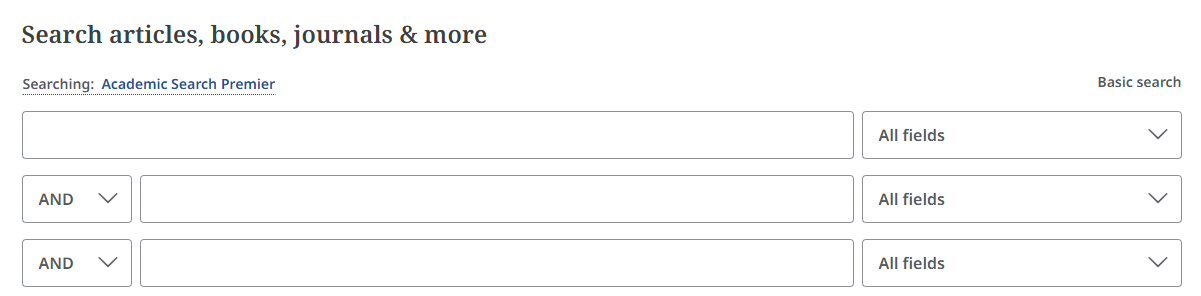 Search articles, books, journals & more
Searching: Academic Search Premier
Basic search
All fields
AND
All fields
AND
All fields